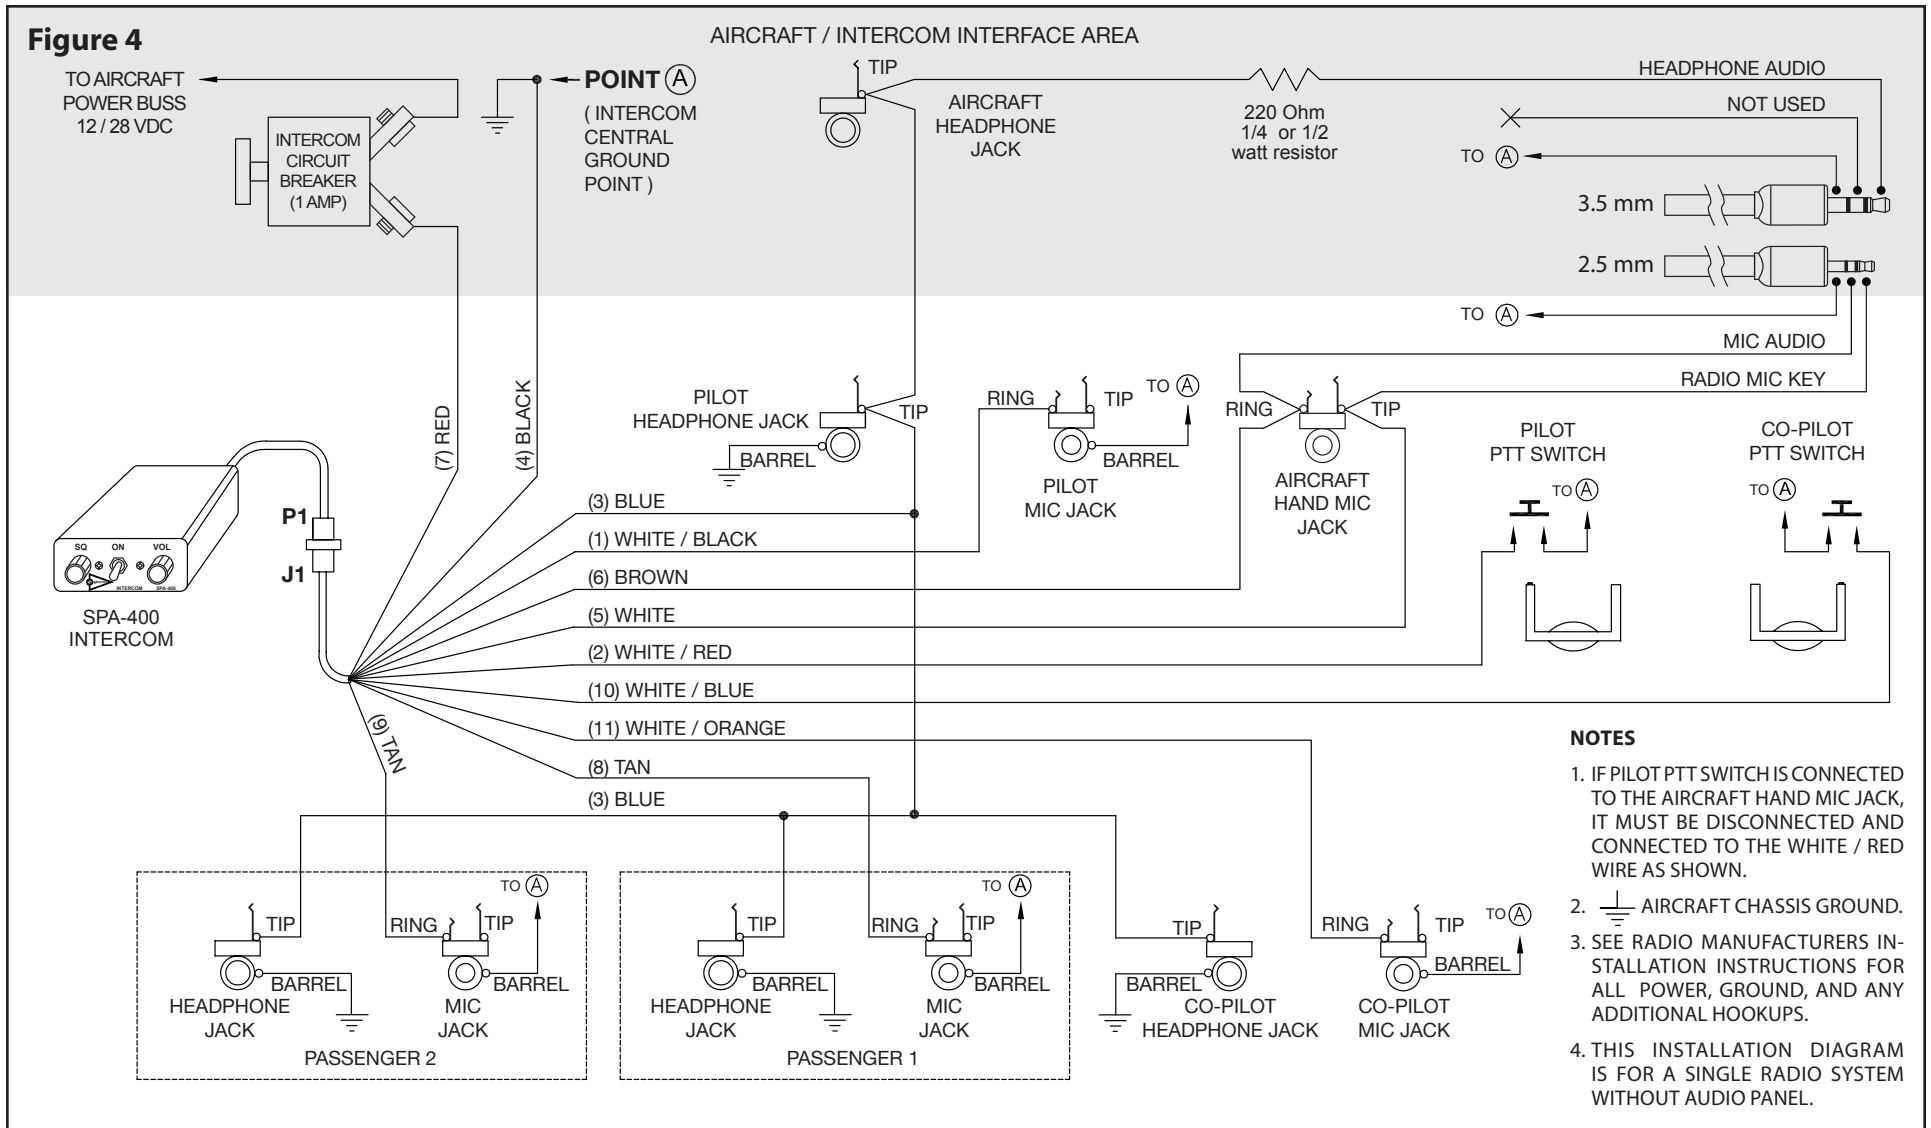 Figure 4
AIRCRAFT / INTERCOM INTERFACE AREA
TO AIRCRAFT
POWER BUSS
12 / 28 VDC
INTERCOM
CIRCUIT
BREAKER
(1 AMP)
POINT A
( INTERCOM
CENTRAL
GROUND
POINT )
TIP
AIRCRAFT
HEADPHONE
JACK
220 Ohm
1/4 or 1/2
watt resistor
HEADPHONE AUDIO
NOT USED
TO A
3.5 mm
2.5 mm
TO A
MIC AUDIO
RADIO MIC KEY
(7) RED
(4) BLACK
PILOT
HEADPHONE JACK
TIP
BARREL
RING
TIP
TO A
BARREL
PILOT
MIC JACK
RING
TIP
AIRCRAFT
HAND MIC
JACK
PILOT
PTT SWITCH
TO A
CO-PILOT
PTT SWITCH
TO A
P1
J1
SQ
ON
VOL
INTERCOM
SPA-400
SPA-400
INTERCOM
(3) BLUE
(1) WHITE / BLACK
(6) BROWN
(5) WHITE
(2) WHITE / RED
(10) WHITE / BLUE
(11) WHITE / ORANGE
(8) TAN
(3) BLUE
(9) TAN
TIP
BARREL
HEADPHONE
JACK
RING
TIP
TO A
BARREL
MIC
JACK
PASSENGER 2
TIP
BARREL
HEADPHONE
JACK
RING
TIP
TO A
BARREL
MIC
JACK
PASSENGER 1
TIP
BARREL
CO-PILOT
HEADPHONE JACK
RING
TIP
TO A
BARREL
CO-PILOT
MIC JACK
NOTES
1. IF PILOT PTT SWITCH IS CONNECTED
TO THE AIRCRAFT HAND MIC JACK,
IT MUST BE DISCONNECTED AND
CONNECTED TO THE WHITE / RED
WIRE AS SHOWN.
2. AIRCRAFT CHASSIS GROUND.
3. SEE RADIO MANUFACTURERS IN-
STALLATION INSTRUCTIONS FOR
ALL POWER, GROUND, AND ANY
ADDITIONAL HOOKUPS.
4. THIS INSTALLATION DIAGRAM
IS FOR A SINGLE RADIO SYSTEM
WITHOUT AUDIO PANEL.